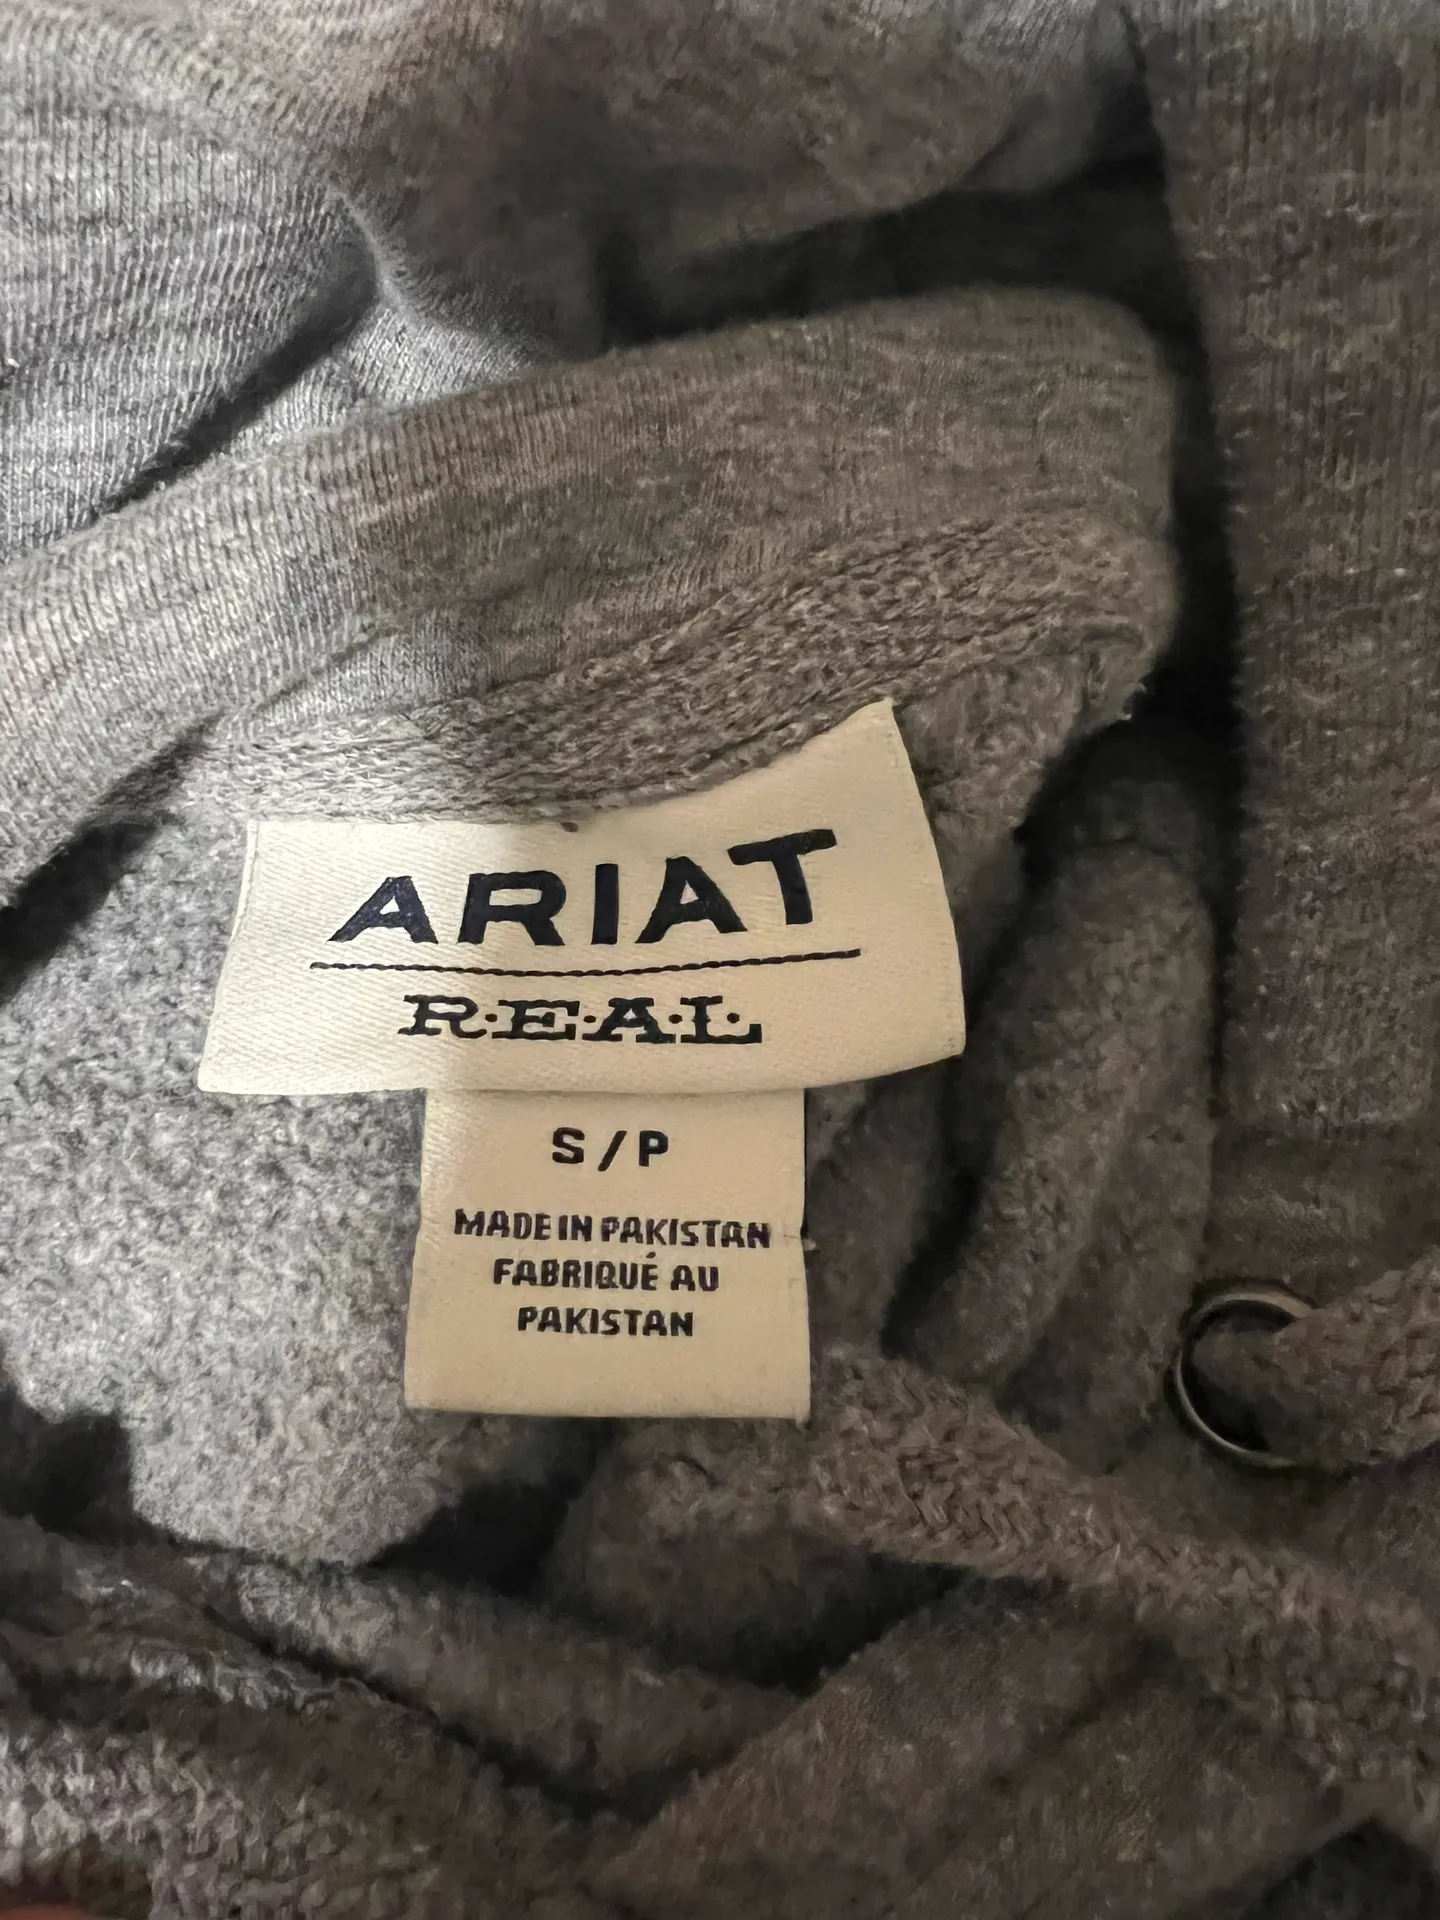 ARIAT
R·E·A·L·
S/P
MADE IN PAKISTAN
FABRIQUÉ AU
PAKISTAN